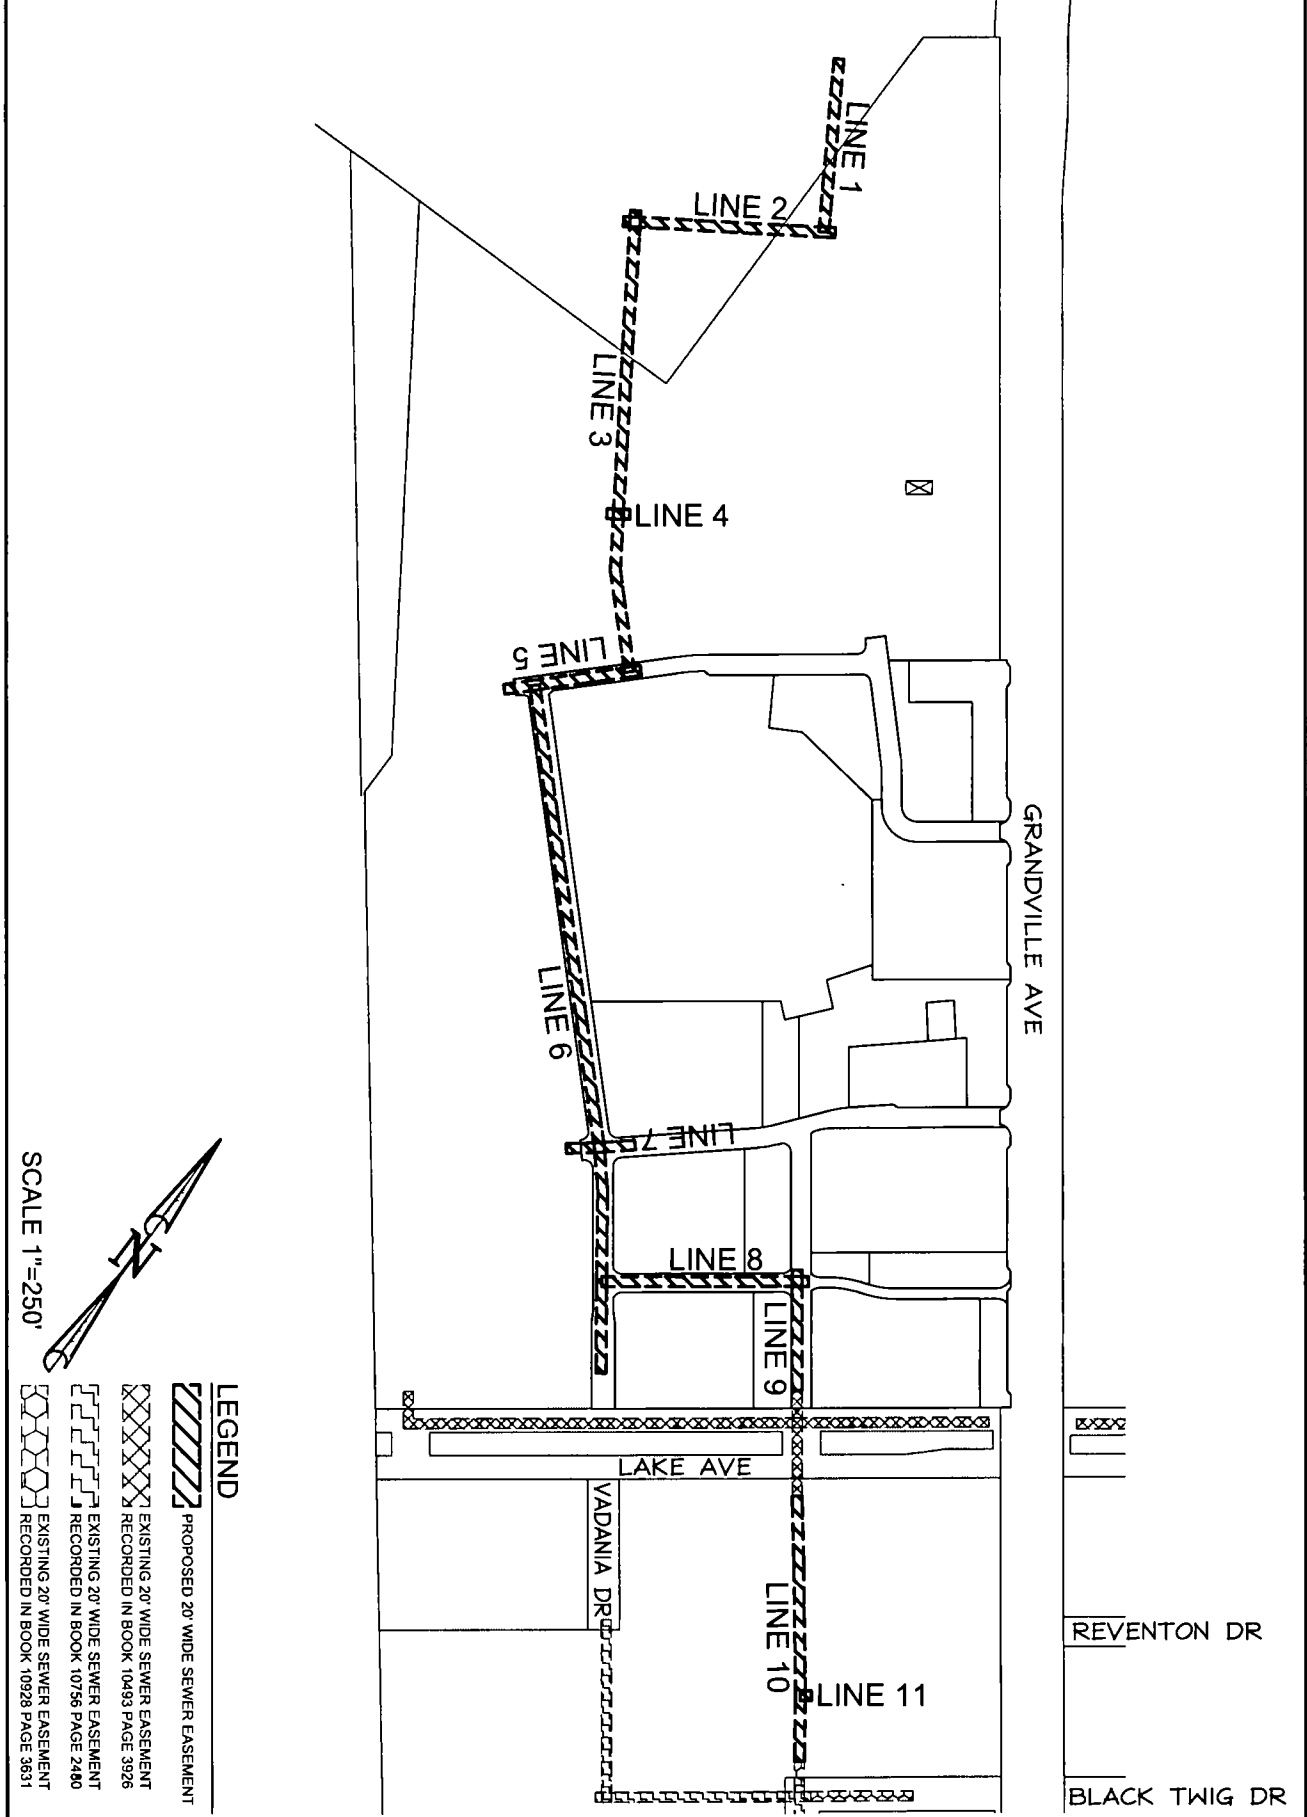 LINE 1
LINE 2
LINE 3
LINE 4
LINE 5
LINE 6
GRANDVILLE AVE
LINE 7
LINE 8
LINE 9
LAKE AVE
VADANIA DR
LINE 10
REVENTON DR
LINE 11
BLACK TWIG DR
N
SCALE 1"=250'
LEGEND
PROPOSED 20' WIDE SEWER EASEMENT
EXISTING 20' WIDE SEWER EASEMENT
RECORDED IN BOOK 10493 PAGE 3926
EXISTING 20' WIDE SEWER EASEMENT
RECORDED IN BOOK 10756 PAGE 2480
EXISTING 20' WIDE SEWER EASEMENT
RECORDED IN BOOK 10928 PAGE 3631